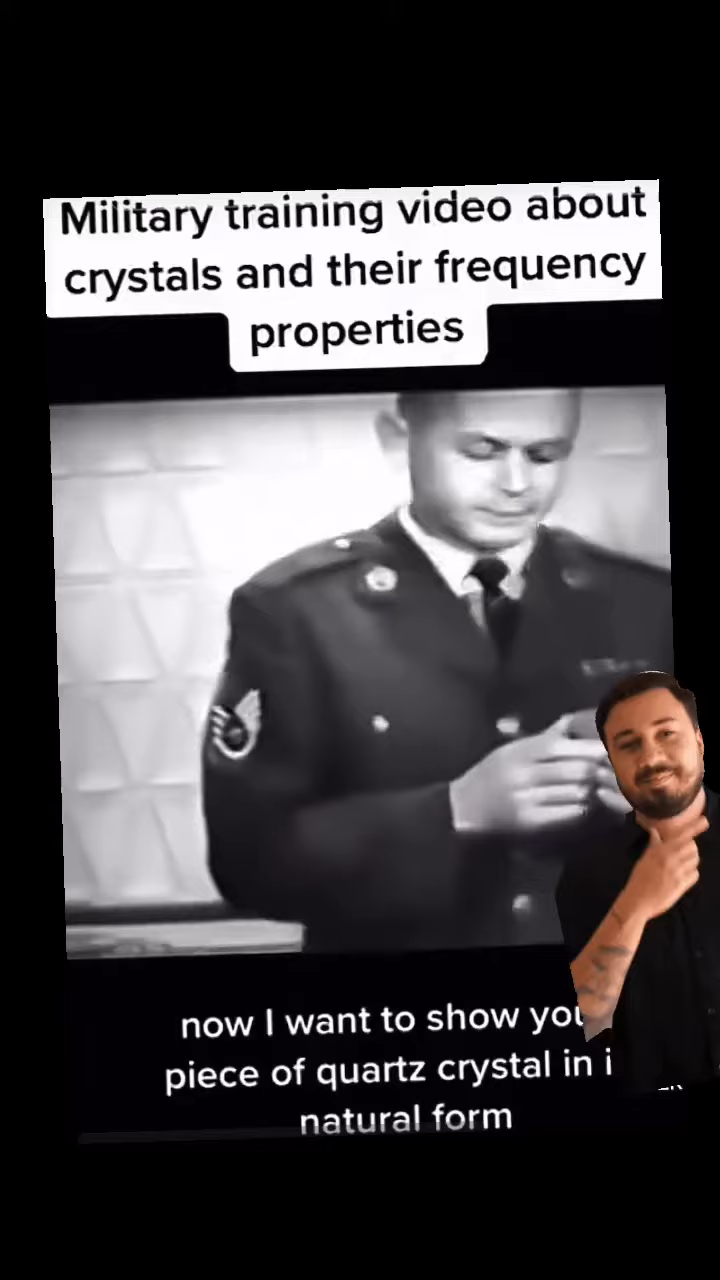 Military training video about
crystals and their frequency
properties
now I want to show you
piece of quartz crystal in
natural form